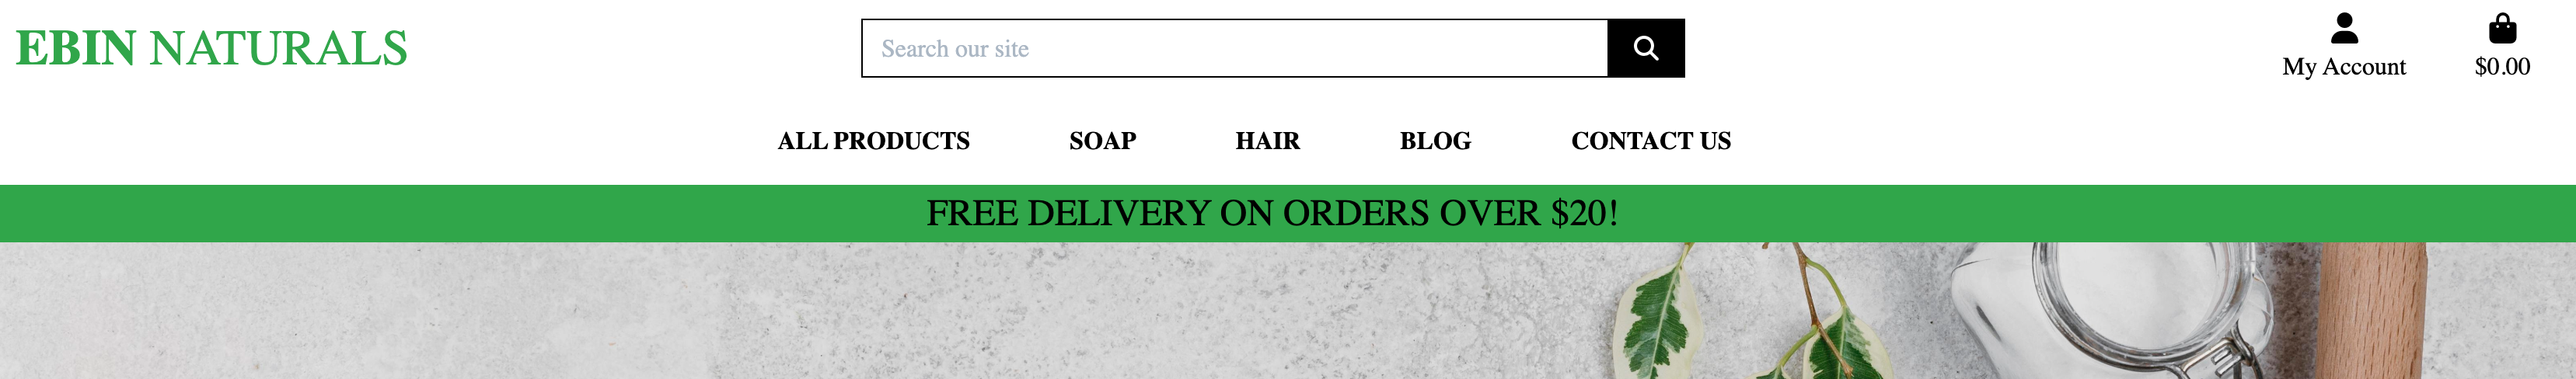 EBIN NATURALS
Search our site
My Account
$0.00
ALL PRODUCTS SOAP HAIR BLOG CONTACT US
FREE DELIVERY ON ORDERS OVER $20!